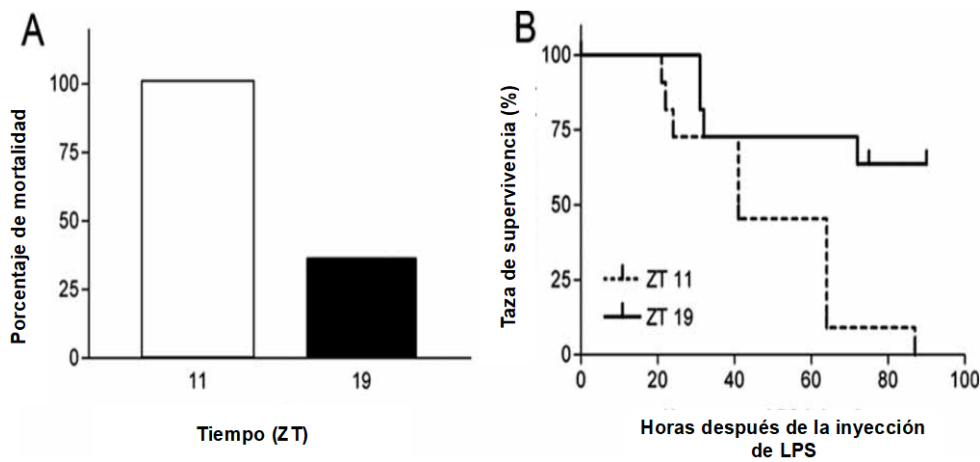 A
Porcentaje de mortalidad
100
75
50
25
0
11
19
Tiempo (ZT)
B
Taza de supervivencia (%)
100
75
50
25
0
ZT 11
ZT 19
0
20
40
60
80
100
Horas después de la inyección
de LPS